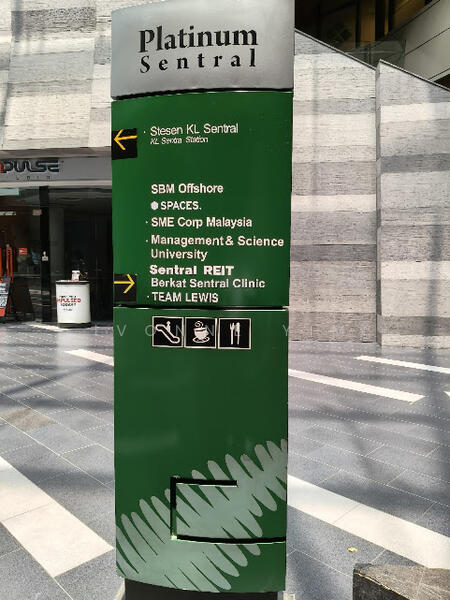 Platinum
Sentral
· Stesen KL Sentral
KL Sentral Station
SBM Offshore
SPACES.
· SME Corp Malaysia
· Management & Science
University
Sentral REIT
Berkat Sentral Clinic
· TEAM LEWIS